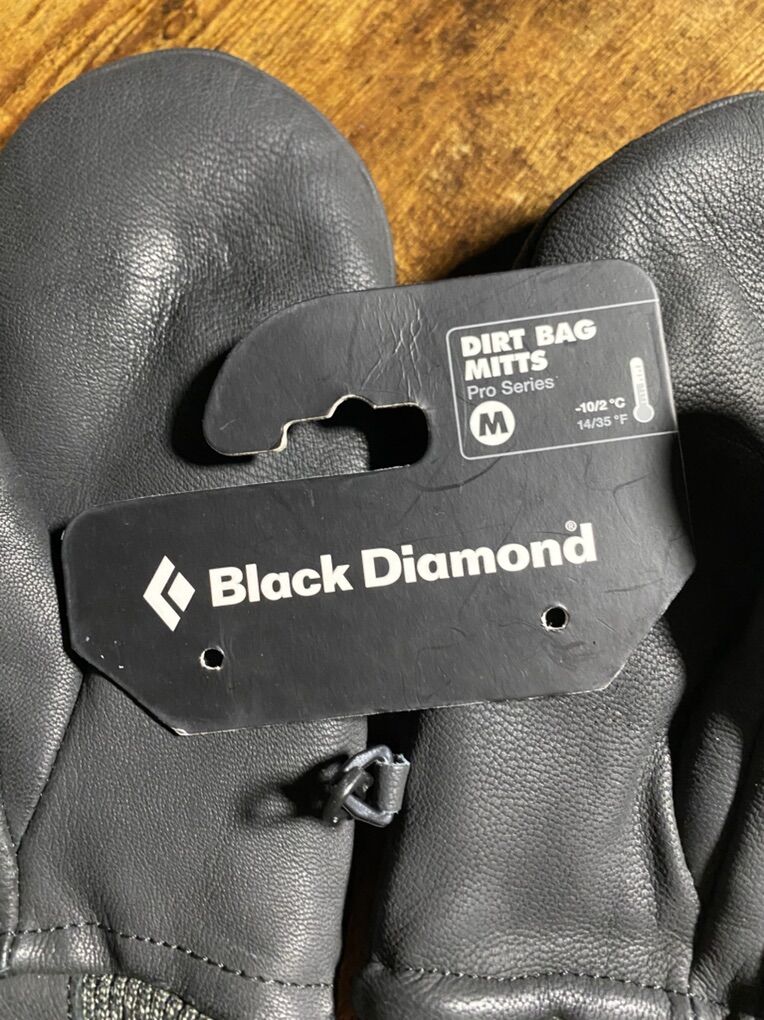 DIRT BAG
MITTS
Pro Series
M
-10/2 °C
14/35 °F
Black Diamond®